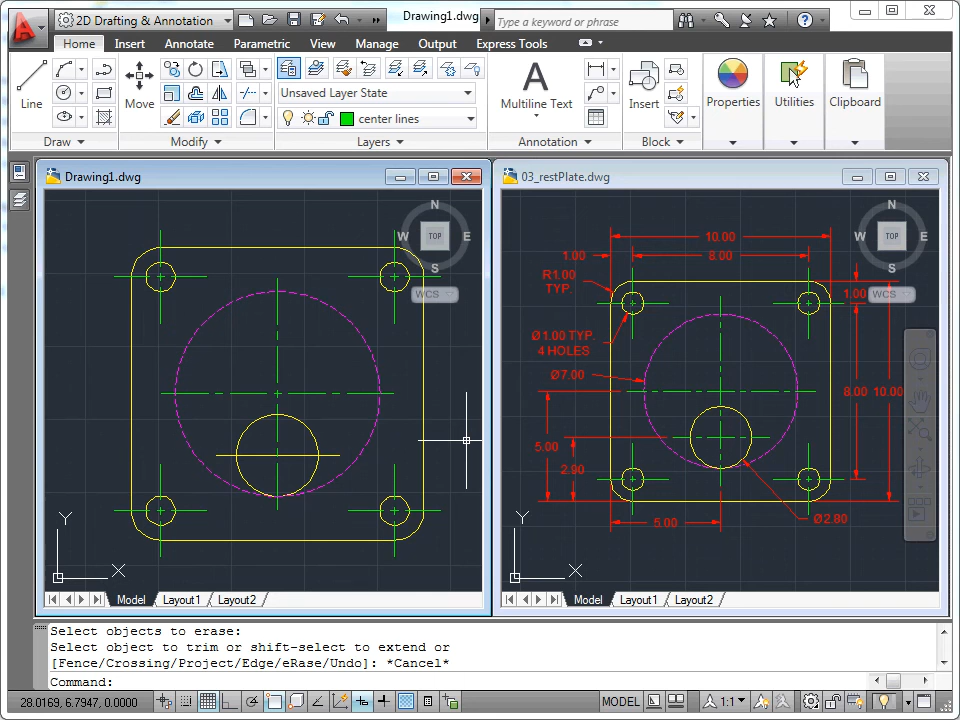 2D Drafting & Annotation
Drawing1.dwg
Type a keyword or phrase
Home Insert Annotate Parametric View Manage Output Express Tools
Line
Move
Unsaved Layer State
center lines
A
Multiline Text
Insert
Properties
Utilities
Clipboard
Draw
Modify
Layers
Annotation
Block
Drawing1.dwg
N
W TOP E
S
WCS
Y
X
Model Layout1 Layout2
03_restPlate.dwg
N
W TOP E
S
WCS
10.00
1.00 8.00
R1.00
TYP.
1.00
Ø1.00 TYP.
4 HOLES
Ø7.00
8.00 10.00
5.00
2.90
5.00
Ø2.80
Y
X
Model Layout1 Layout2
Select objects to erase:
Select object to trim or shift-select to extend or
[Fence/Crossing/Project/Edge/eRase/Undo]: *Cancel*
Command:
28.0169, 6.7947, 0.0000
MODEL
1:1